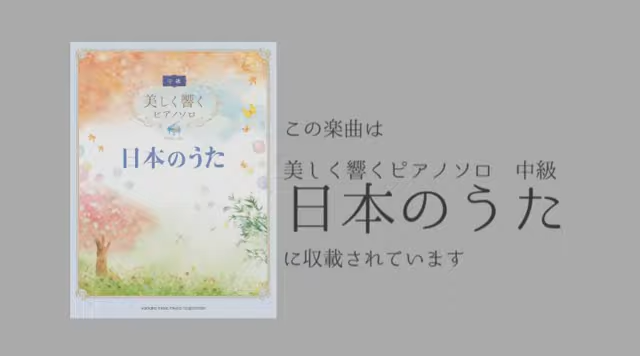 中級
美しく響く
ピアノソロ
日本のうた
この楽曲は
美しく響くピアノソロ　中級
日本のうた
に収載されています